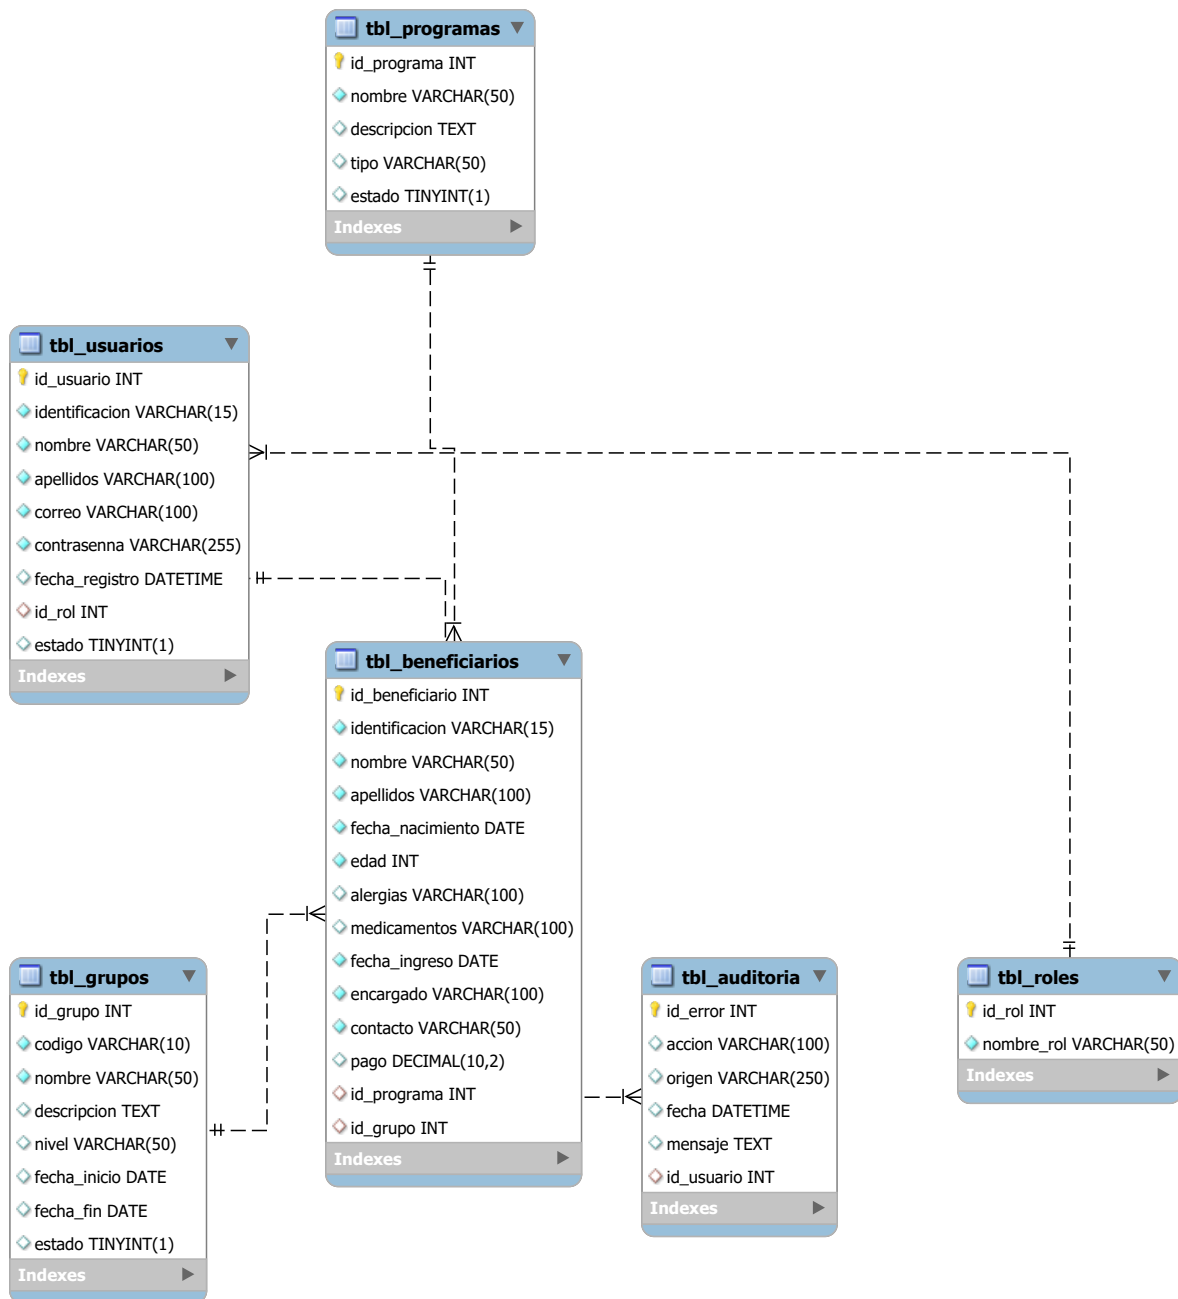 tbl_programas
id_programa INT
nombre VARCHAR(50)
descripcion TEXT
tipo VARCHAR(50)
estado TINYINT(1)
Indexes
tbl_usuarios
id_usuario INT
identificacion VARCHAR(15)
nombre VARCHAR(50)
apellidos VARCHAR(100)
correo VARCHAR(100)
contrasenna VARCHAR(255)
fecha_registro DATETIME
id_rol INT
estado TINYINT(1)
Indexes
tbl_beneficiarios
id_beneficiario INT
identificacion VARCHAR(15)
nombre VARCHAR(50)
apellidos VARCHAR(100)
fecha_nacimiento DATE
edad INT
alergias VARCHAR(100)
medicamentos VARCHAR(100)
fecha_ingreso DATE
encargado VARCHAR(100)
contacto VARCHAR(50)
pago DECIMAL(10,2)
id_programa INT
id_grupo INT
Indexes
tbl_grupos
id_grupo INT
codigo VARCHAR(10)
nombre VARCHAR(50)
descripcion TEXT
nivel VARCHAR(50)
fecha_inicio DATE
fecha_fin DATE
estado TINYINT(1)
Indexes
tbl_auditoria
id_error INT
accion VARCHAR(100)
origen VARCHAR(250)
fecha DATETIME
mensaje TEXT
id_usuario INT
Indexes
tbl_roles
id_rol INT
nombre_rol VARCHAR(50)
Indexes